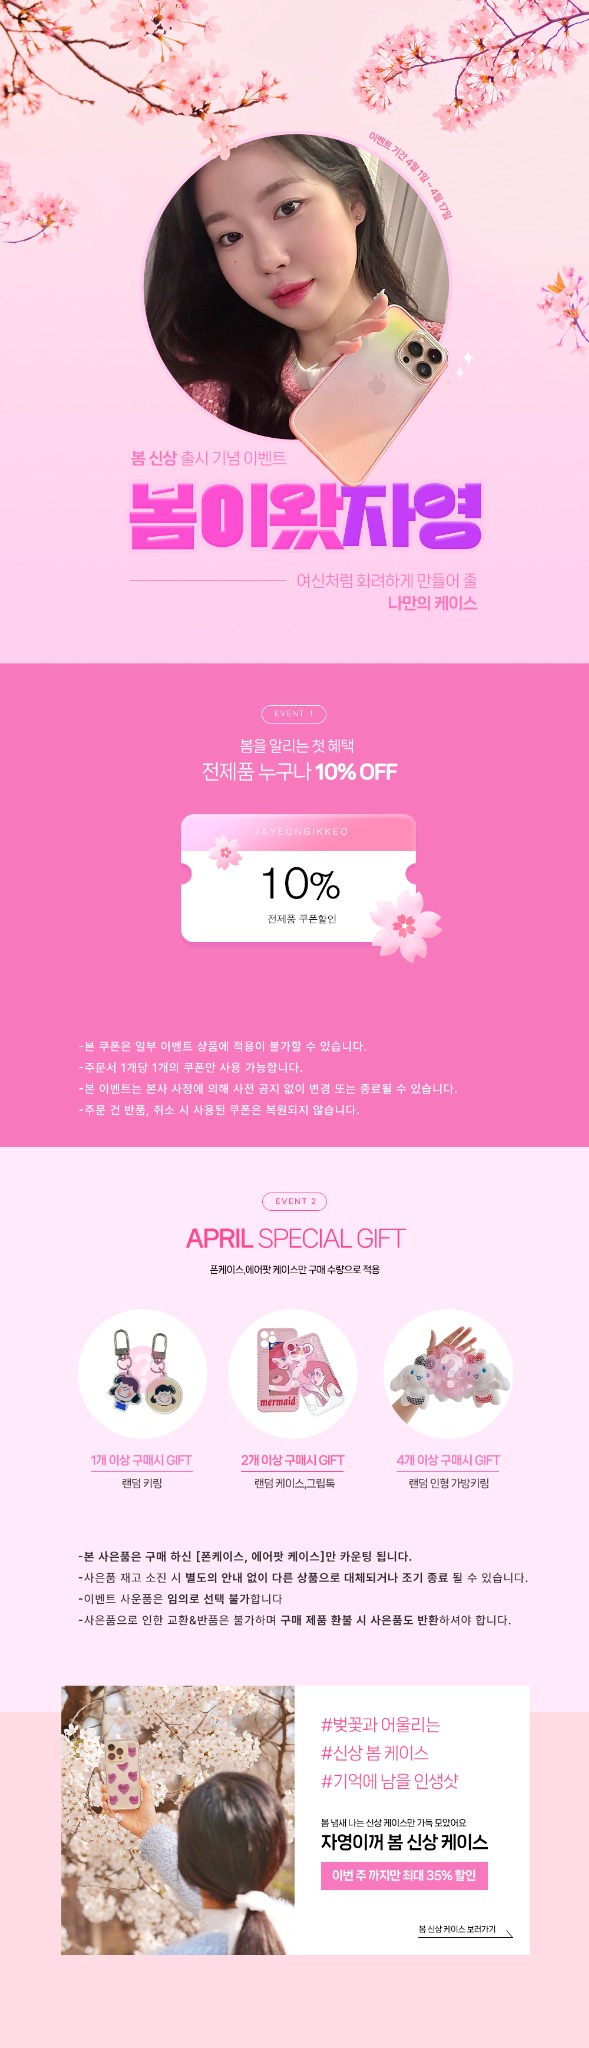 이벤트 기간 4월 1일 ~ 4월 17일
봄 신상 출시 기념 이벤트
봄이왔자영
여신처럼 화려하게 만들어 줄
나만의 케이스
EVENT 1
봄을 알리는 첫 혜택
전제품 누구나 10% OFF
JAYEONGIKKEO
10%
전제품 쿠폰할인
-본 쿠폰은 일부 이벤트 상품에 적용이 불가할 수 있습니다.
-주문서 1개당 1개의 쿠폰만 사용 가능합니다.
-본 이벤트는 본사 사정에 의해 사전 공지 없이 변경 또는 종료될 수 있습니다.
-주문 건 반품, 취소 시 사용된 쿠폰은 복원되지 않습니다.
EVENT 2
APRIL SPECIAL GIFT
폰케이스,에어팟 케이스만 구매 수량으로 적용
?
mermaid
?
1개 이상 구매시 GIFT
랜덤 키링
2개 이상 구매시 GIFT
랜덤 케이스,그립톡
4개 이상 구매시 GIFT
랜덤 인형 가방키링
-본 사은품은 구매 하신 [폰케이스, 에어팟 케이스]만 카운팅 됩니다.
-사은품 재고 소진 시 별도의 안내 없이 다른 상품으로 대체되거나 조기 종료 될 수 있습니다.
-이벤트 사운품은 임의로 선택 불가합니다
-사은품으로 인한 교환&반품은 불가하며 구매 제품 환불 시 사은품도 반환하셔야 합니다.
#벚꽃과 어울리는
#신상 봄 케이스
#기억에 남을 인생샷
봄 냄새 나는 신상 케이스만 가득 모았어요
자영이꺼 봄 신상 케이스
이번 주 까지만 최대 35% 할인
봄 신상 케이스 보러가기